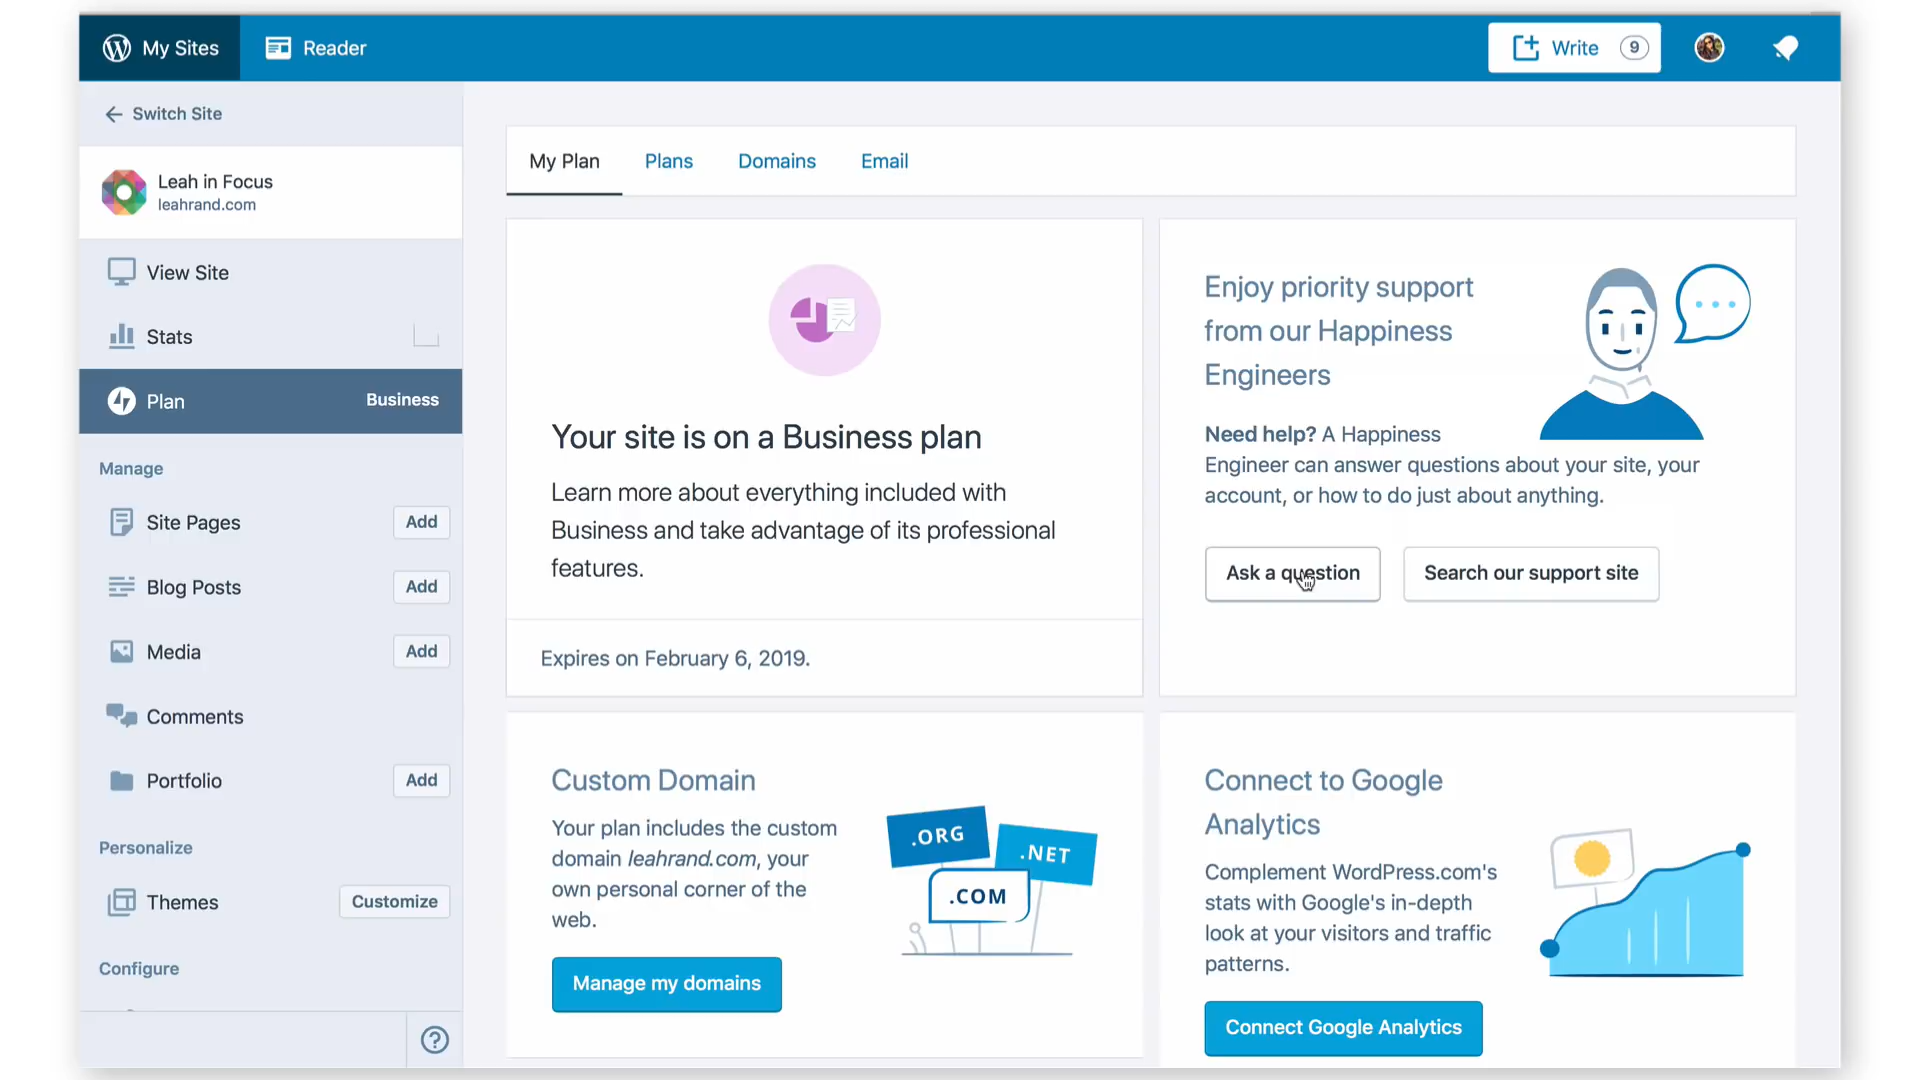 My Sites
Reader
Write
9
Switch Site
Leah in Focus
leahrand.com
View Site
Stats
Plan
Business
Manage
Site Pages
Add
Blog Posts
Add
Media
Add
Comments
Portfolio
Add
Personalize
Themes
Customize
Configure
My Plan
Plans
Domains
Email
Your site is on a Business plan
Learn more about everything included with
Business and take advantage of its professional
features.
Expires on February 6, 2019.
Enjoy priority support
from our Happiness
Engineers
Need help? A Happiness
Engineer can answer questions about your site, your
account, or how to do just about anything.
Ask a question
Search our support site
Custom Domain
Your plan includes the custom
domain leahrand.com, your
own personal corner of the
web.
.ORG
.NET
.COM
Manage my domains
Connect to Google
Analytics
Complement WordPress.com's
stats with Google's in-depth
look at your visitors and traffic
patterns.
Connect Google Analytics